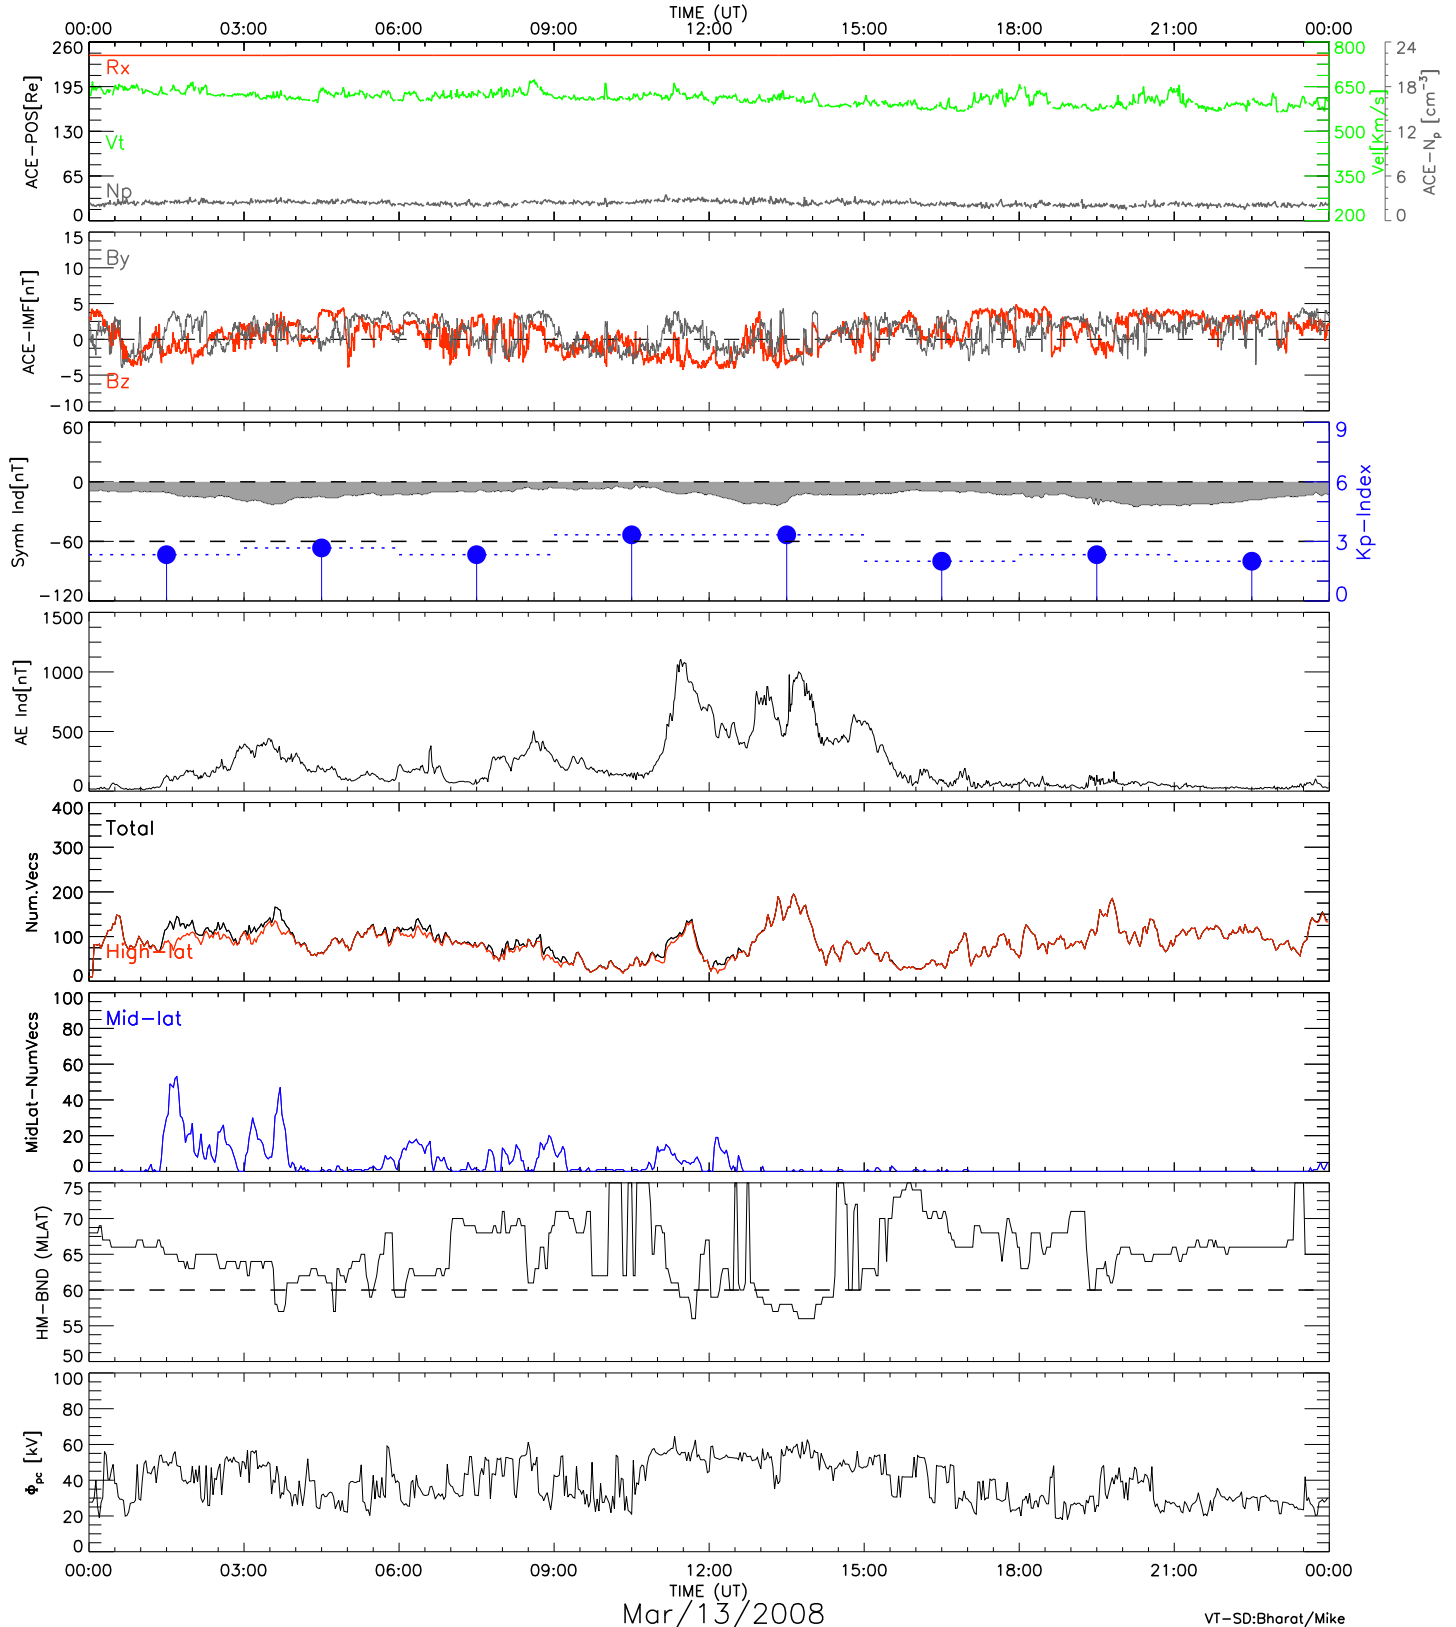 TIME (UT)
00:00 03:00 06:00 09:00 12:00 15:00 18:00 21:00 00:00
ACE-POS[Re]
260
195
130
65
0
Rx
Vt
Np
800
650
500
350
200
Vel[Km/s]
24
18
12
6
0
ACE-Np [cm-3]
ACE-IMF[nT]
15
10
5
0
-5
-10
By
Bz
Symh Ind[nT]
60
0
-60
-120
9
6
3
0
Kp-Index
AE Ind[nT]
1500
1000
500
0
Num.Vecs
400
300
200
100
0
Total
High-lat
MidLat-NumVecs
100
80
60
40
20
0
Mid-lat
HM-BND (MLAT)
75
70
65
60
55
50
Φpc [kV]
100
80
60
40
20
0
00:00 03:00 06:00 09:00 12:00 15:00 18:00 21:00 00:00
TIME (UT)
Mar/13/2008
VT-SD:Bharat/Mike